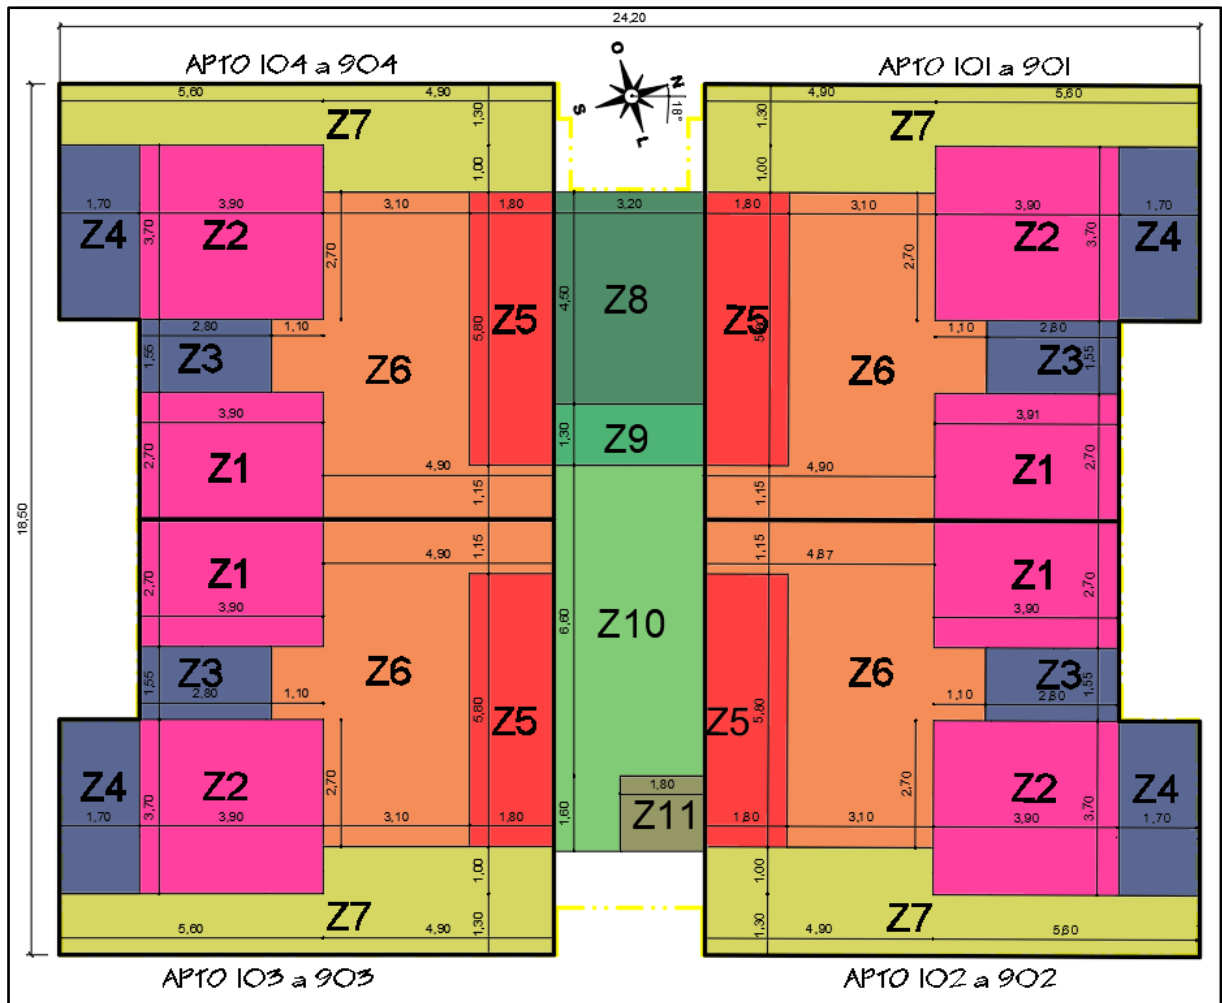 24,20
APTO 104 a 904
O
N
S
L
18°
APTO 101 a 901
5,60
4,90
1,30
Z7
1,00
4,90
5,60
1,30
Z7
1,00
1,70
3,90
3,10
1,80
3,20
1,80
3,10
3,90
1,70
Z4
3,70
Z2
2,70
Z5
5,80
4,50
Z8
Z5
2,70
Z2
3,70
Z4
2,80
1,10
1,10
2,80
1,55
Z3
Z6
Z6
Z3
1,55
3,90
1,30
Z9
3,91
2,70
Z1
4,90
1,15
4,90
1,15
Z1
2,70
18,50
4,90
1,15
1,15
4,87
2,70
Z1
3,90
6,60
Z10
Z1
2,70
3,90
1,55
Z3
2,80
1,10
Z6
Z6
1,10
Z3
2,80
1,55
Z5
5,80
Z5
5,80
Z4
3,70
Z2
2,70
1,80
2,70
Z2
3,70
Z4
1,70
3,90
3,10
1,80
1,60
Z11
1,80
3,10
3,90
1,70
1,00
1,00
Z7
1,30
Z7
1,30
5,60
4,90
4,90
5,60
APTO 103 a 903
APTO 102 a 902